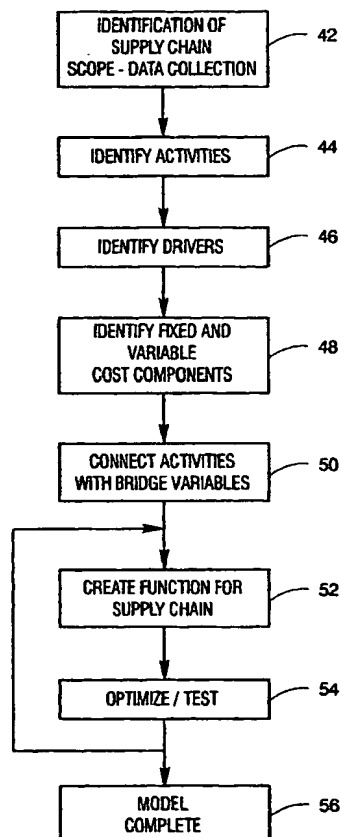 IDENTIFICATION OF
SUPPLY CHAIN
SCOPE - DATA COLLECTION
42
IDENTIFY ACTIVITIES
44
IDENTIFY DRIVERS
46
IDENTIFY FIXED AND
VARIABLE
COST COMPONENTS
48
CONNECT ACTIVITIES
WITH BRIDGE VARIABLES
50
CREATE FUNCTION FOR
SUPPLY CHAIN
52
OPTIMIZE / TEST
54
MODEL
COMPLETE
56